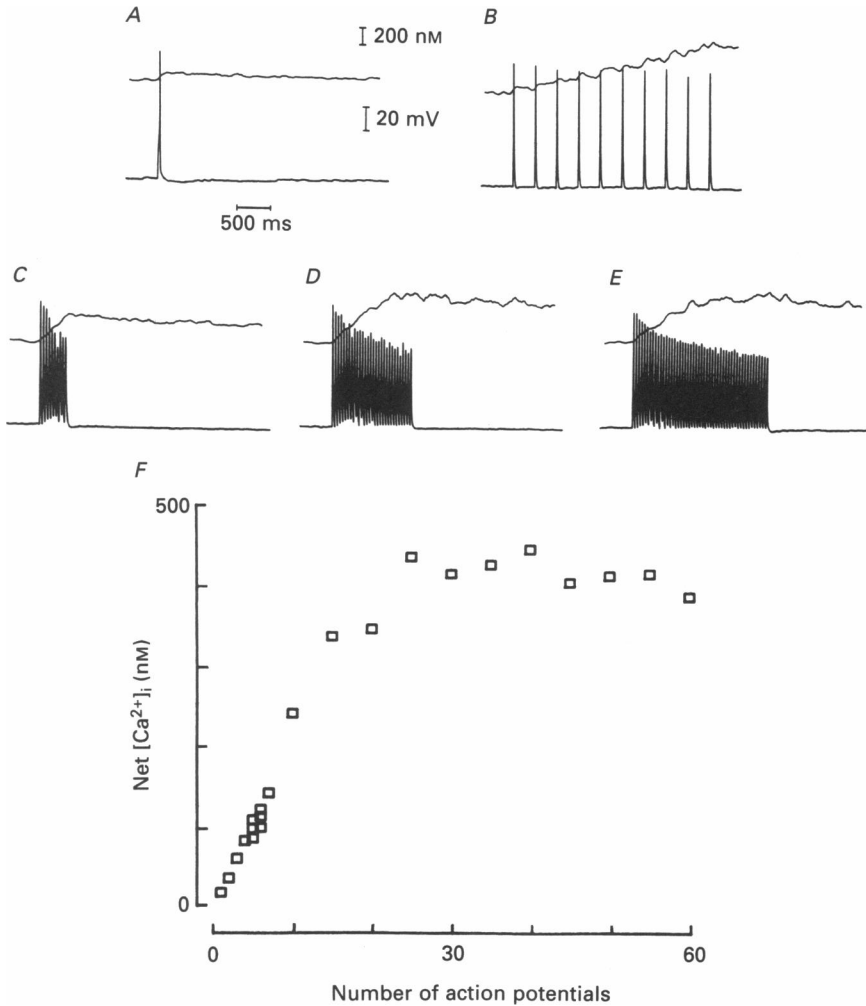 A
200 nM
B
20 mV
500 ms
C
D
E
F
500
Net [Ca²⁺]ᵢ (nM)
0
0
30
60
Number of action potentials